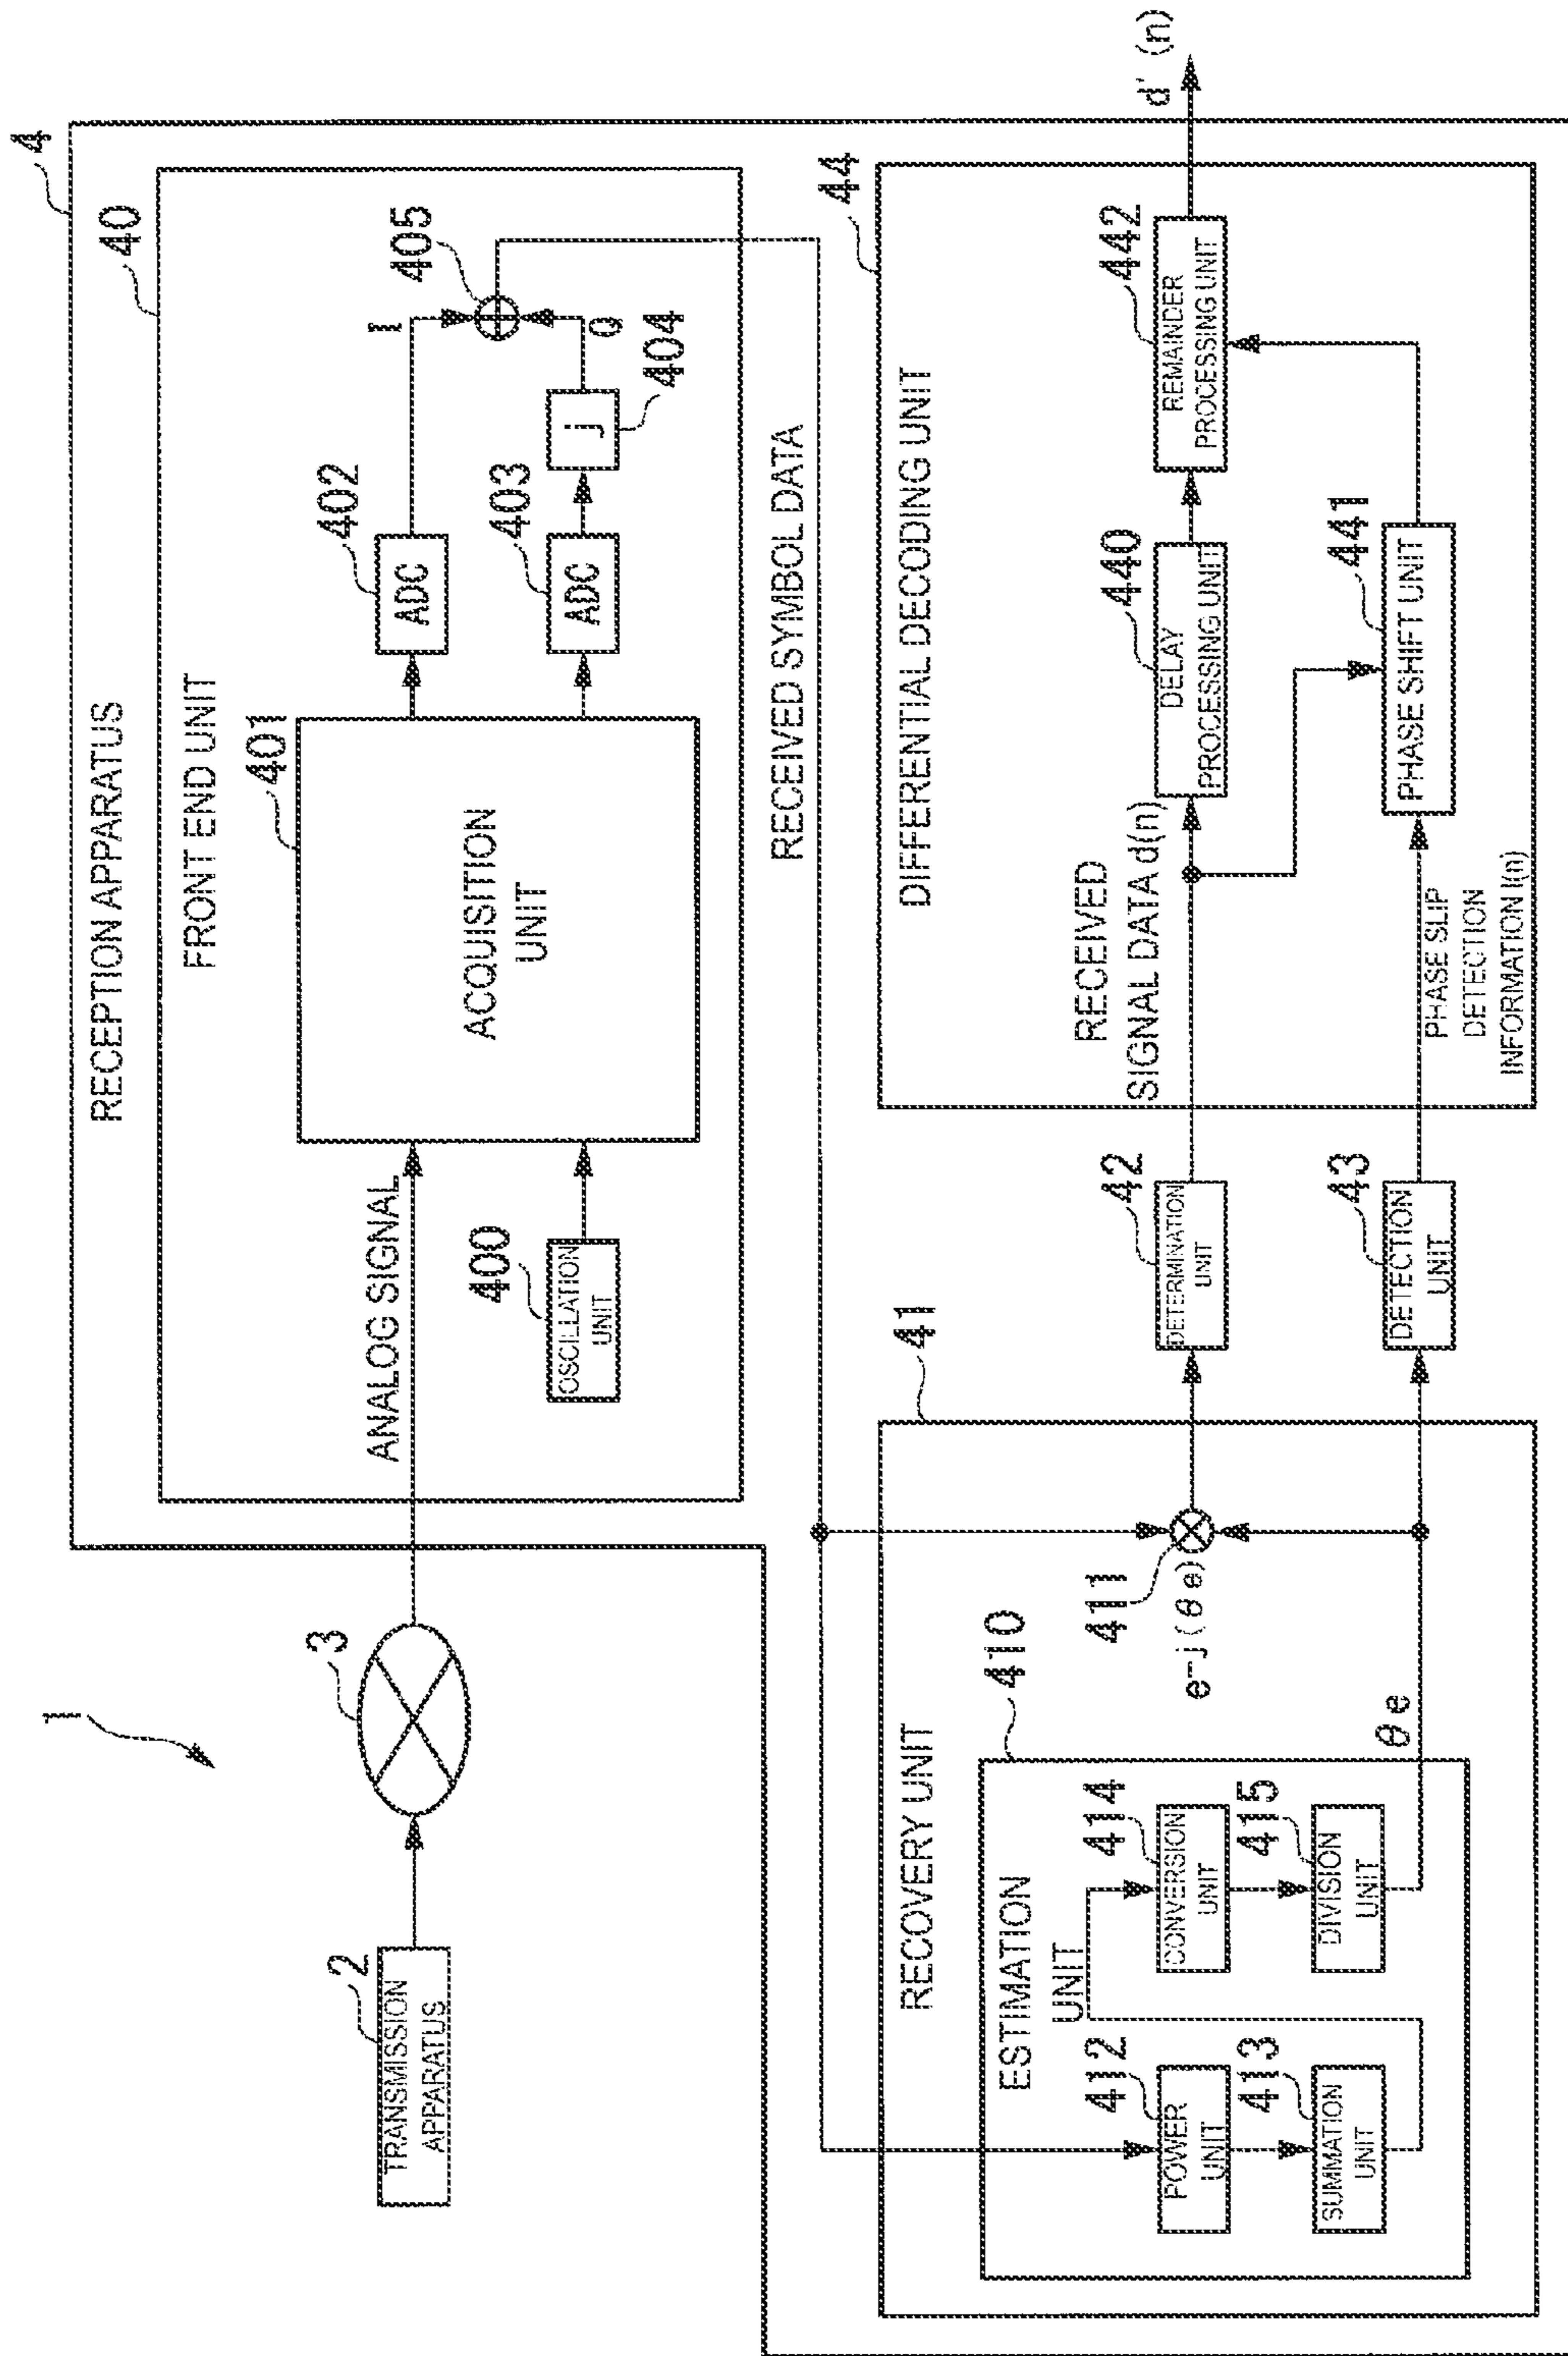 1
TRANSMISSION
APPARATUS
2
3
RECEPTION APPARATUS
4
FRONT END UNIT
40
ANALOG SIGNAL
OSCILLATION
UNIT
400
ACQUISITION
UNIT
401
ADC
402
ADC
403
j
404
I
Q
405
RECEIVED SYMBOL DATA
RECOVERY UNIT
41
ESTIMATION
UNIT
410
POWER
UNIT
412
SUMMATION
UNIT
413
CONVERSION
UNIT
414
DIVISION
UNIT
415
θe
e-j(θe)
411
DETERMINATION
UNIT
42
DETECTION
UNIT
43
DIFFERENTIAL DECODING UNIT
44
RECEIVED
SIGNAL DATA d(n)
PHASE SLIP
DETECTION
INFORMATION I(n)
DELAY
PROCESSING UNIT
440
PHASE SHIFT UNIT
441
REMAINDER
PROCESSING UNIT
442
d' (n)